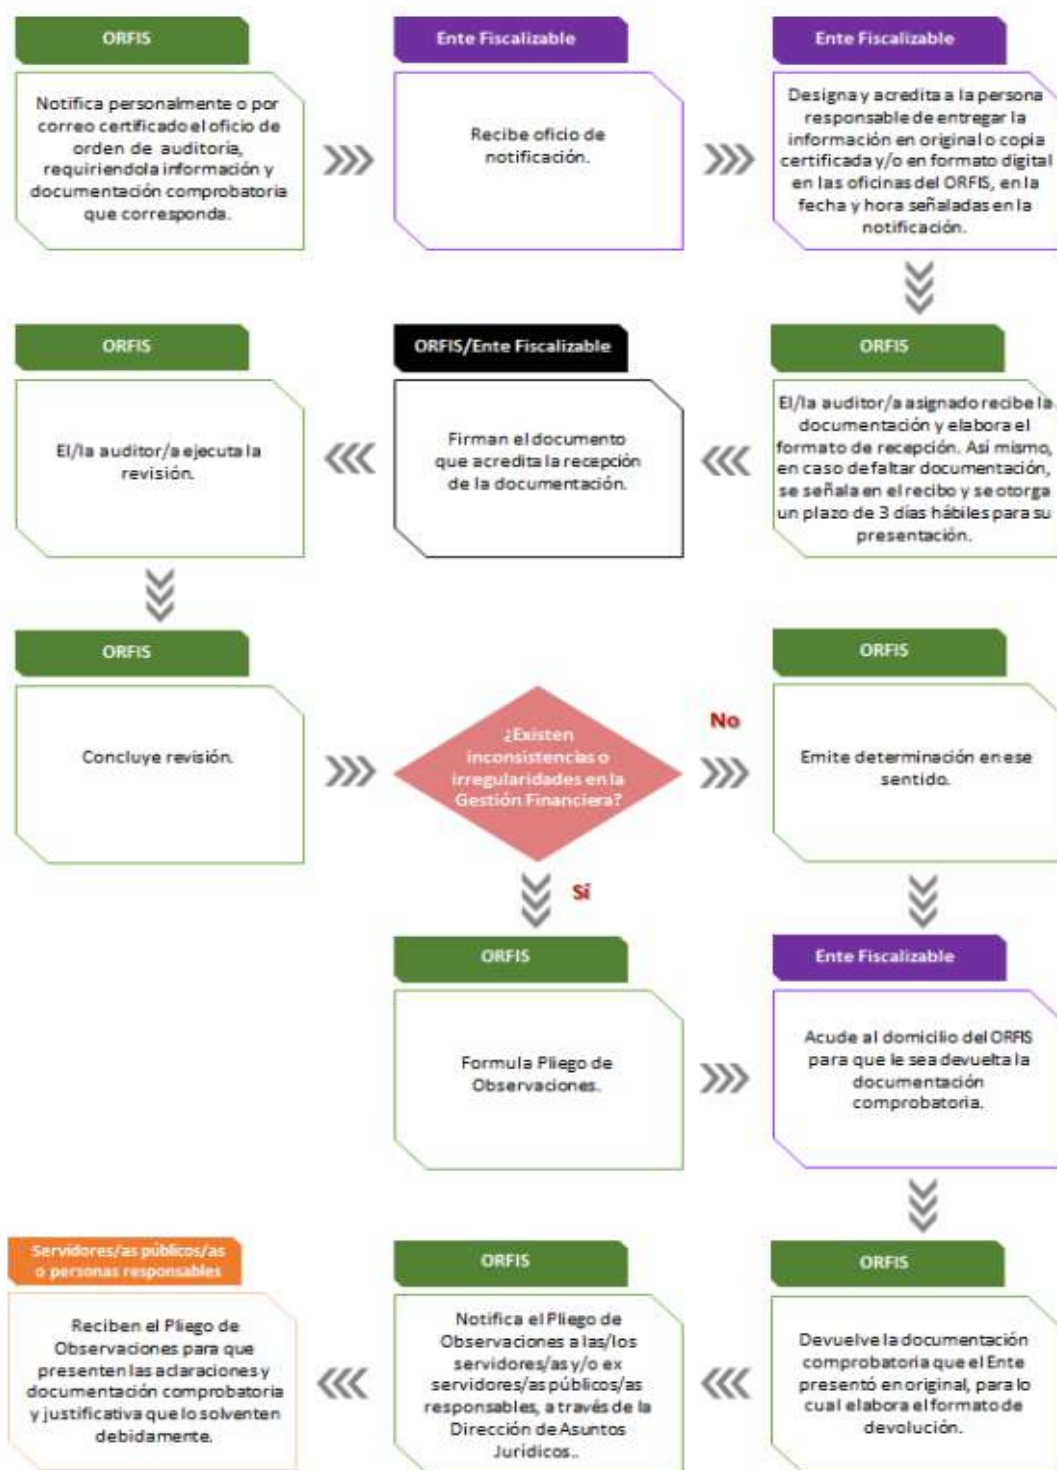 ORFIS
Notifica personalmente o por
correo certificado el oficio de
orden de auditoría,
requiriendola información y
documentación comprobatoria
que corresponda.
Ente Fiscalizable
Recibe oficio de
notificación.
Ente Fiscalizable
Designa y acredita a la persona
responsable de entregar la
información en original o copia
certificada y/o en formato digital
en las oficinas del ORFIS, en la
fecha y hora señaladas en la
notificación.
ORFIS
El/la auditor/a asignado recibe la
documentación y elabora el
formato de recepción. Así mismo,
en caso de faltar documentación,
se señala en el recibo y se otorga
un plazo de 3 días hábiles para su
presentación.
ORFIS/Ente Fiscalizable
Firman el documento
que acredita la recepción
de la documentación.
ORFIS
El/la auditor/a ejecuta la
revisión.
ORFIS
Concluye revisión.
¿Existen
inconsistencias o
irregularidades en la
Gestión Financiera?
No
ORFIS
Emite determinación en ese
sentido.
Sí
ORFIS
Formula Pliego de
Observaciones.
Ente Fiscalizable
Acude al domicilio del ORFIS
para que le sea devuelta la
documentación
comprobatoria.
ORFIS
Devuelve la documentación
comprobatoria que el Ente
presentó en original, para lo
cual elabora el formato de
devolución.
ORFIS
Notifica el Pliego de
Observaciones a las/los
servidores/as y/o ex
servidores/as públicos/as
responsables, a través de la
Dirección de Asuntos
Jurídicos..
Servidores/as públicos/as
o personas responsables
Reciben el Pliego de
Observaciones para que
presenten las aclaraciones y
documentación comprobatoria
y justificativa que lo solventen
debidamente.